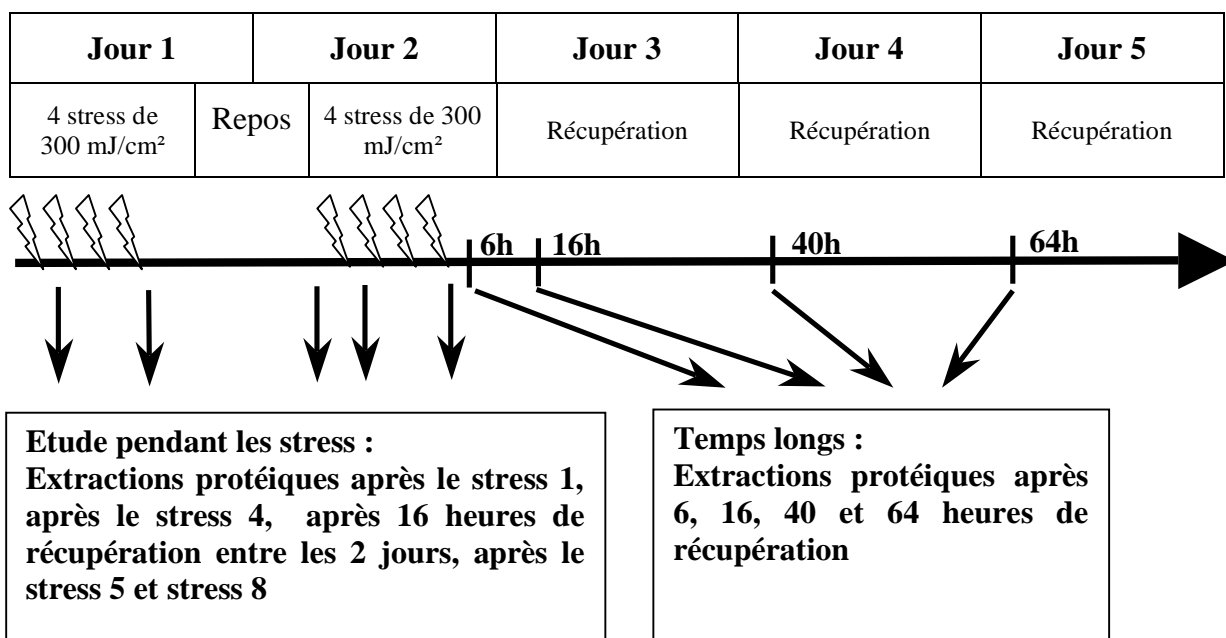 Jour 1 Jour 2 Jour 3 Jour 4 Jour 5
4 stress de
300 mJ/cm²
Repos
4 stress de 300
mJ/cm²
Récupération
Récupération
Récupération
6h 16h 40h 64h
Etude pendant les stress :
Extractions protéiques après le stress 1,
après le stress 4, après 16 heures de
récupération entre les 2 jours, après le
stress 5 et stress 8
Temps longs :
Extractions protéiques après
6, 16, 40 et 64 heures de
récupération